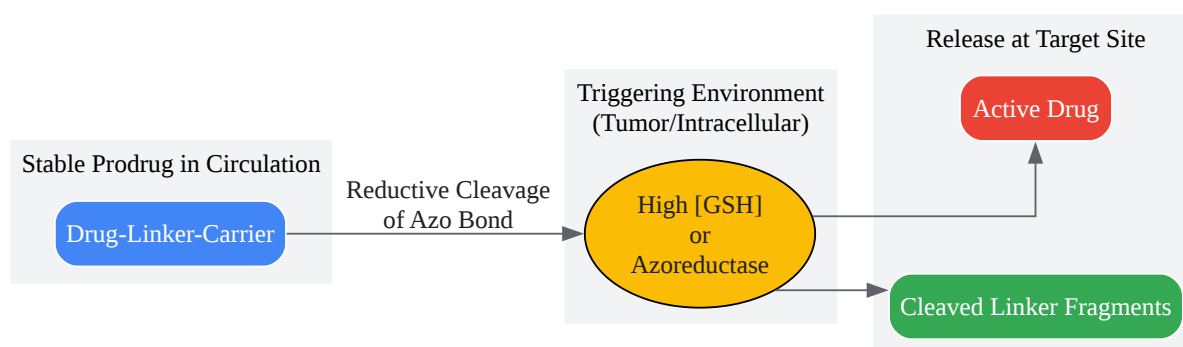 Stable Prodrug in Circulation
Drug-Linker-Carrier
Reductive Cleavage
of Azo Bond
Triggering Environment
(Tumor/Intracellular)
High [GSH]
or
Azoreductase
Release at Target Site
Active Drug
Cleaved Linker Fragments